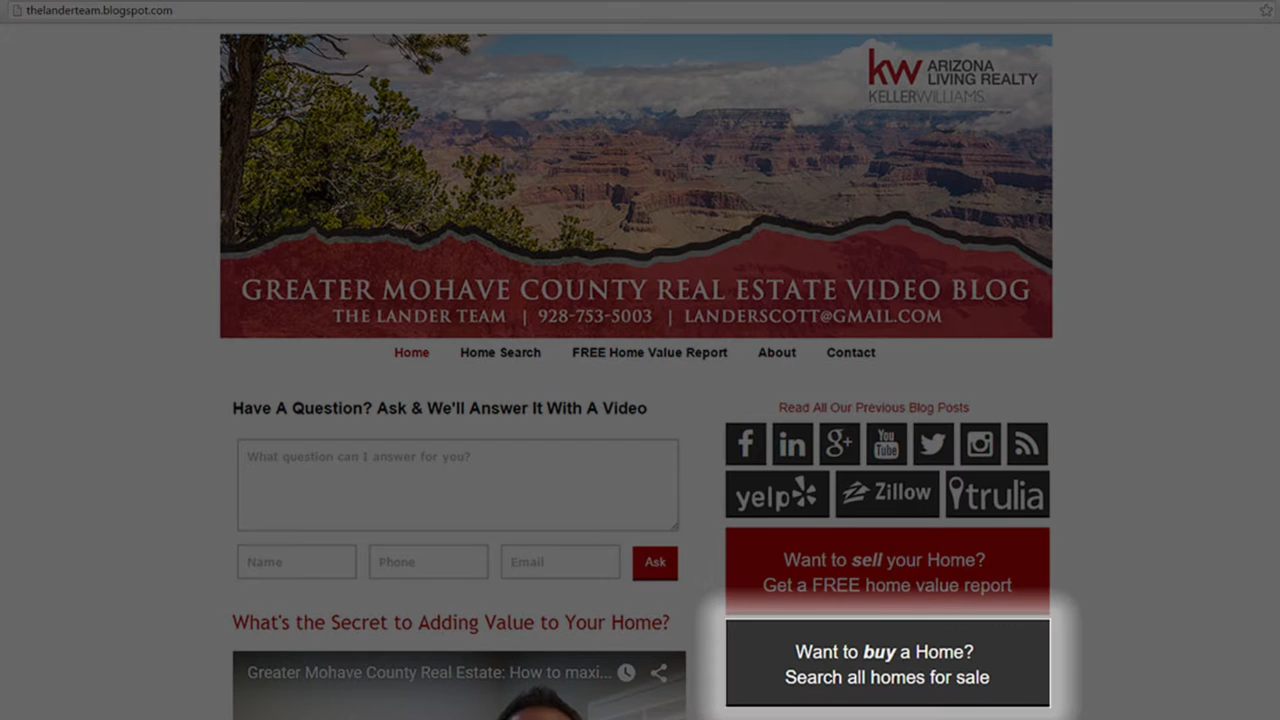 thelanderteam.blogspot.com
kw ARIZONA
LIVING REALTY
KELLERWILLIAMS.
GREATER MOHAVE COUNTY REAL ESTATE VIDEO BLOG
THE LANDER TEAM | 928-753-5003 | LANDERSCOTT@GMAIL.COM
Home Home Search FREE Home Value Report About Contact
Have A Question? Ask & We'll Answer It With A Video
What question can I answer for you?
Name Phone Email Ask
What's the Secret to Adding Value to Your Home?
Greater Mohave County Real Estate: How to maxi...
Read All Our Previous Blog Posts
f in g+ You Tube
yelp Zillow trulia
Want to sell your Home?
Get a FREE home value report
Want to buy a Home?
Search all homes for sale